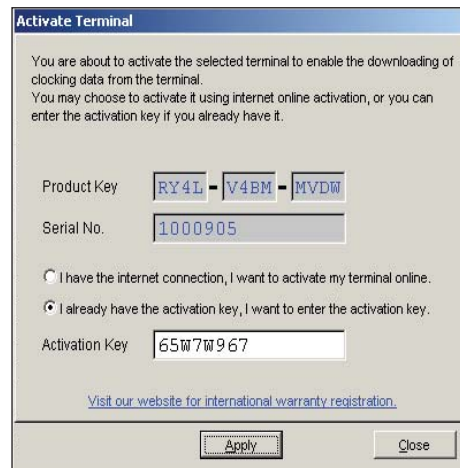 Activate Terminal
You are about to activate the selected terminal to enable the downloading of
clocking data from the terminal.
You may choose to activate it using internet online activation, or you can
enter the activation key if you already have it.
Product Key RY4L - V4BM - MVDW
Serial No. 1000905
I have the internet connection, I want to activate my terminal online.
I already have the activation key, I want to enter the activation key.
Activation Key 65W7W967
Visit our website for international warranty registration.
Apply Close